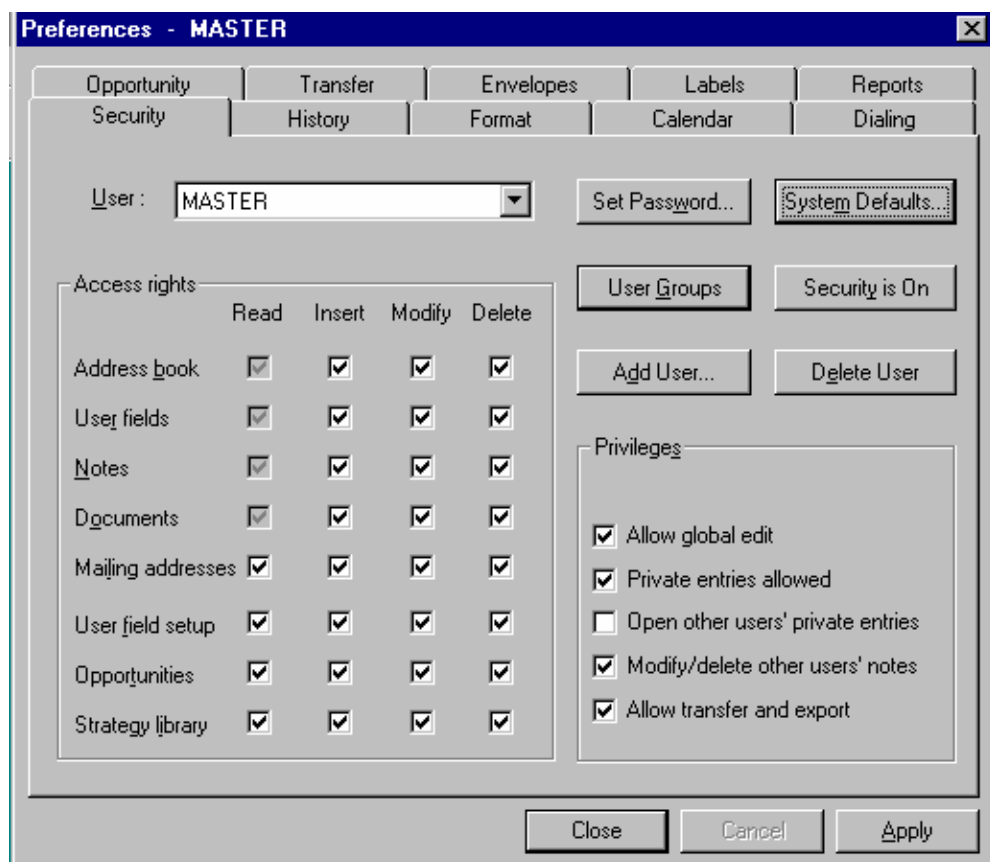 Preferences - MASTER
Opportunity Transfer Envelopes Labels Reports
Security History Format Calendar Dialing
User : MASTER Set Password... System Defaults...
User Groups Security is On
Access rights
Read Insert Modify Delete
Address book
Add User... Delete User
User fields
Notes
Documents
Mailing addresses
User field setup
Opportunities
Strategy library
Privileges
Allow global edit
Private entries allowed
Open other users' private entries
Modify/delete other users' notes
Allow transfer and export
Close Cancel Apply